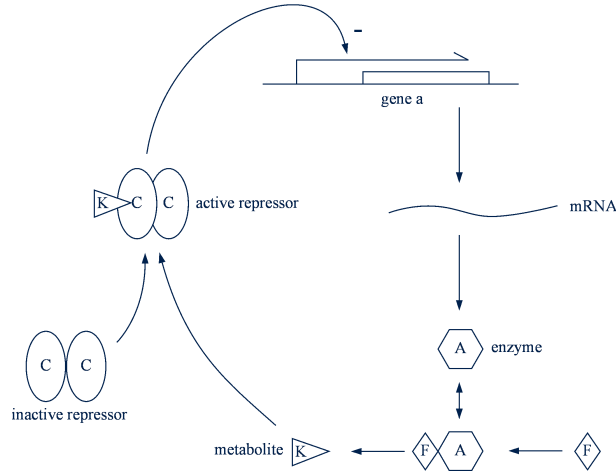 -
gene a
K C C active repressor
mRNA
A enzyme
C C
inactive repressor
metabolite K F A F